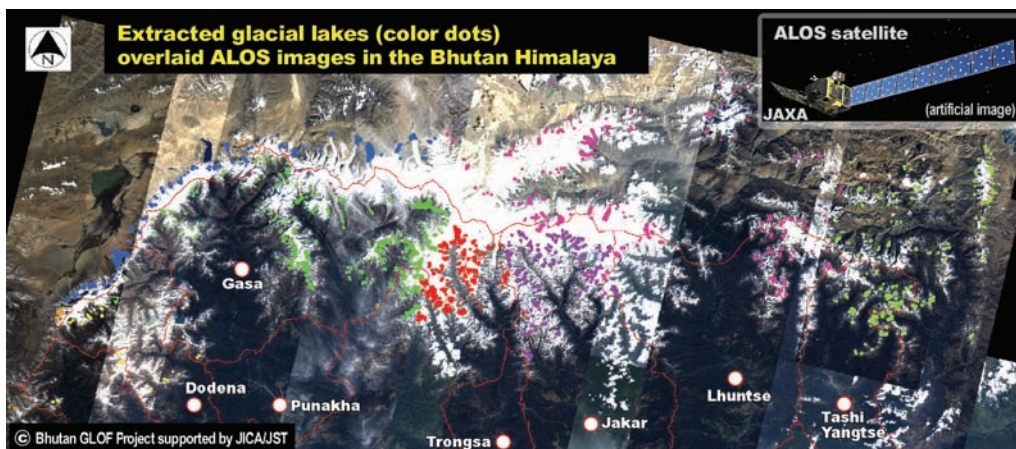 Extracted glacial lakes (color dots)
overlaid ALOS images in the Bhutan Himalaya
N
ALOS satellite
JAXA
(artificial image)
Gasa
Dodena
Punakha
Trongsa
Jakar
Lhuntse
Tashi
Yangtse
© Bhutan GLOF Project supported by JICA/JST